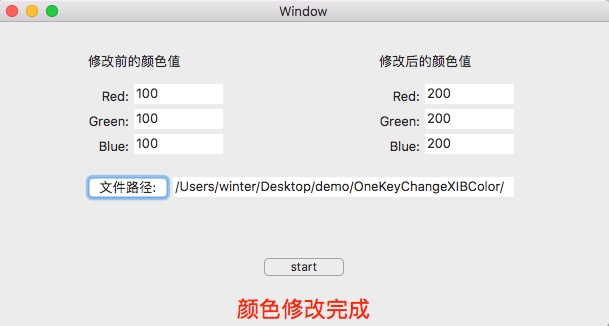 Window
修改前的颜色值 修改后的颜色值
Red: 100 Red: 200
Green: 100 Green: 200
Blue: 100 Blue: 200
文件路径: /Users/winter/Desktop/demo/OneKeyChangeXIBColor/
start
颜色修改完成